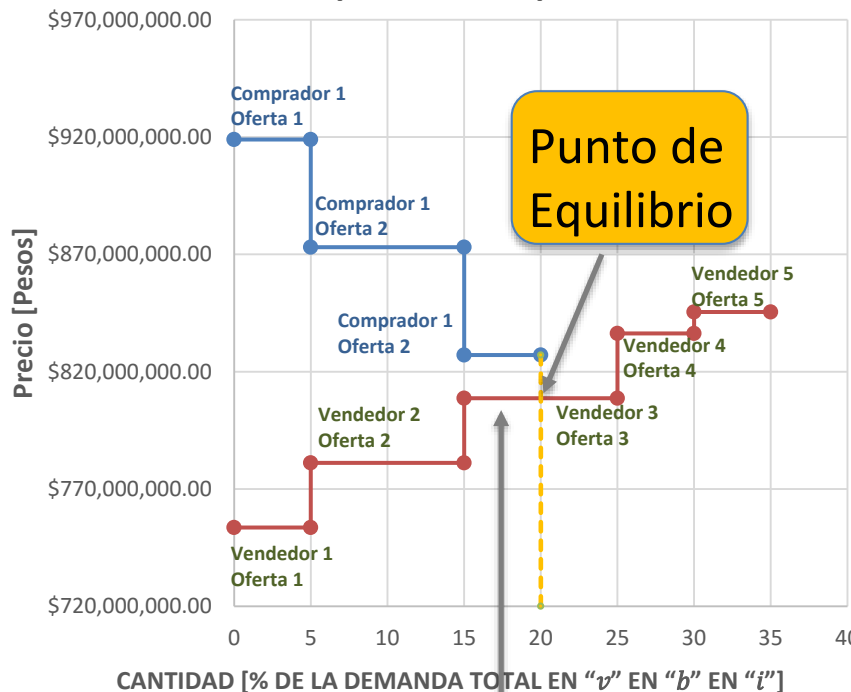 $970,000,000.00
$920,000,000.00
$870,000,000.00
$820,000,000.00
$770,000,000.00
$720,000,000.00
Precio [Pesos]
Comprador 1
Oferta 1
Comprador 1
Oferta 2
Comprador 1
Oferta 2
Punto de
Equilibrio
Vendedor 5
Oferta 5
Vendedor 4
Oferta 4
Vendedor 3
Oferta 3
Vendedor 2
Oferta 2
Vendedor 1
Oferta 1
0 5 10 15 20 25 30 35 40
CANTIDAD [% DE LA DEMANDA TOTAL EN “v” EN “b” EN “i”]